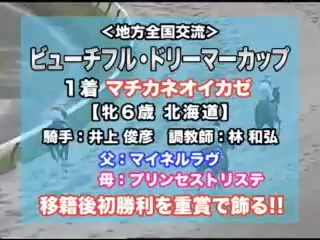 <地方全国交流>
ビューチフル・ドリーマーカップ
1着 マチカネオイカゼ
【牝6歳 北海道】
騎手：井上 俊彦　調教師：林 和弘
父：マイネルラヴ
母：プリンセストリステ
移籍後初勝利を重賞で飾る!!